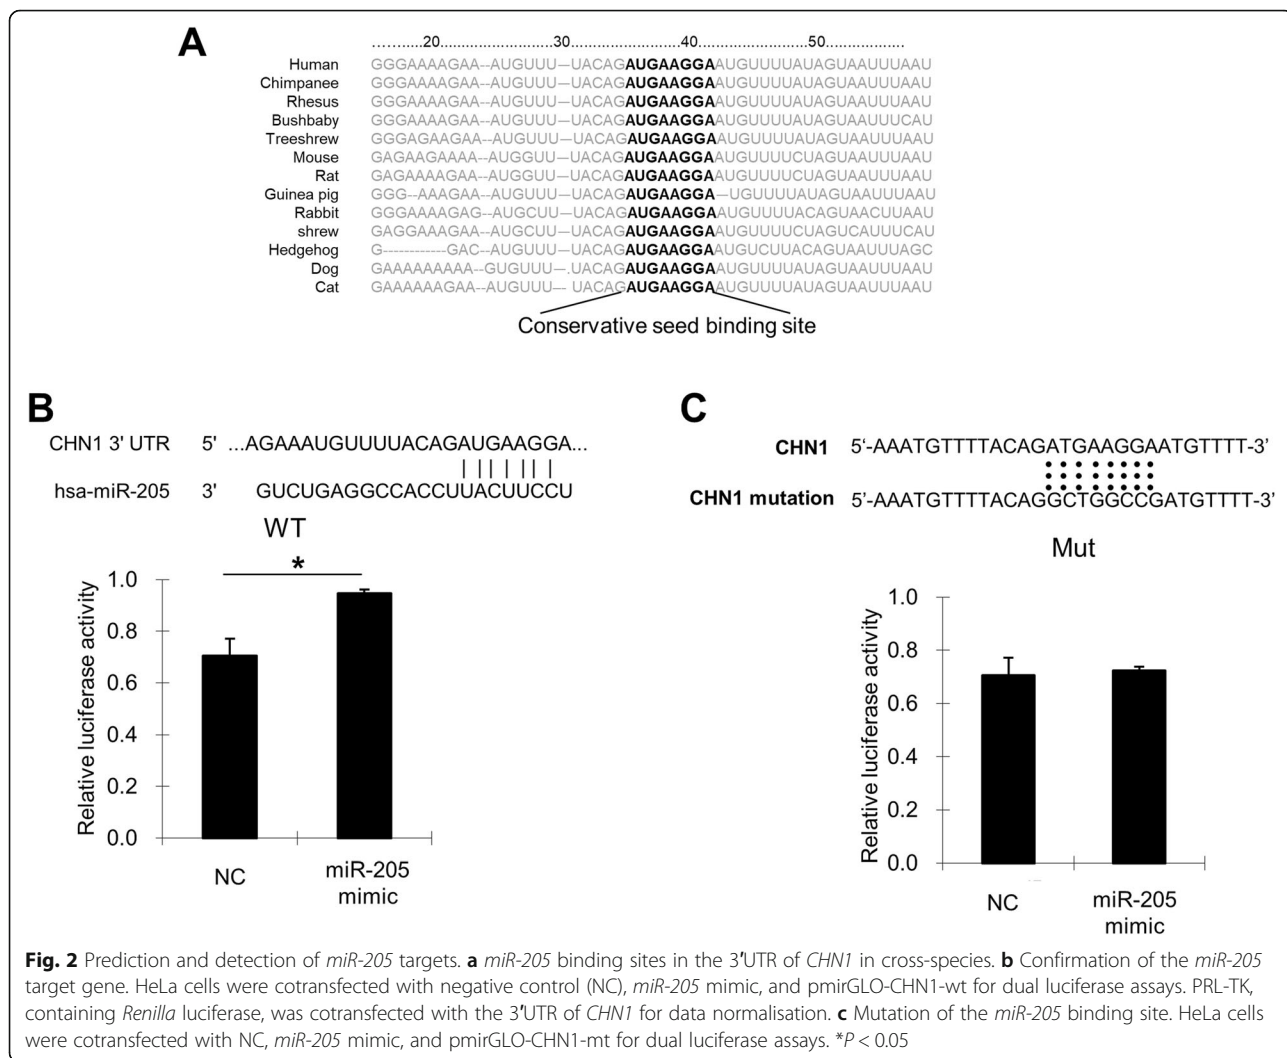 A
.......20....................30....................40...................50..................
Human GGGAAAAGAA--AUGUUU—UACAGAUGAAGGAAUGUUUUAUAGUAAUUUAAU
Chimpanee GGGAAAAGAA--AUGUUU—UACAGAUGAAGGAAUGUUUUAUAGUAAUUUAAU
Rhesus GGGAAAAGAA--AUGUUU—UACAGAUGAAGGAAUGUUUUAUAGUAAUUUAAU
Bushbaby GGGAAAAGAA--AUGUUU—UACAGAUGAAGGAAUGUUUUAUAGUAAUUUCAU
Treeshrew GGGAGAAGAA--AUGUUU—UACAGAUGAAGGAAUGUUUUAUAGUAAUUUAAU
Mouse GAGAAGAAAA--AUGGUU—UACAGAUGAAGGAAUGUUUUCUAGUAAUUUAAU
Rat GAGAAAAGAA--AUGGUU—UACAGAUGAAGGAAUGUUUUCUAGUAAUUUAAU
Guinea pig GGG--AAAGAA--AUGUUU—UACAGAUGAAGGA—UGUUUUAUAGUAAUUUAAU
Rabbit GGGAAAAGAG--AUGCUU—UACAGAUGAAGGAAUGUUUUACAGUAACUUAAU
shrew GAGGAAAGAA--AUGCUU—UACAGAUGAAGGAAUGUUUUCUAGUCAUUUCAU
Hedgehog G------------GAC--AUGUUU—UACAGAUGAAGGAAUGUCUUACAGUAAUUUAGC
Dog GAAAAAAAAA--GUGUUU—.UACAGAUGAAGGAAUGUUUUAUAGUAAUUUAAU
Cat GAAAAAAGAA--AUGUUU—- UACAGAUGAAGGAAUGUUUUAUAGUAAUUUAAU
Conservative seed binding site
B
CHN1 3' UTR 5' ...AGAAAUGUUUUACAGAUGAAGGA...
hsa-miR-205 3' GUCUGAGGCCACCUUACUUCCU
WT
*
Relative luciferase activity
1.0
0.8
0.6
0.4
0.2
0.0
NC
miR-205
mimic
C
CHN1 5‘-AAATGTTTTACAGATGAAGGAATGTTTT-3’
CHN1 mutation 5’-AAATGTTTTACAGGCTGGCCGATGTTTT-3’
Mut
Relative luciferase activity
1.0
0.8
0.6
0.4
0.2
0.0
NC
miR-205
mimic
Fig. 2 Prediction and detection of miR-205 targets. a miR-205 binding sites in the 3′UTR of CHN1 in cross-species. b Confirmation of the miR-205
target gene. HeLa cells were cotransfected with negative control (NC), miR-205 mimic, and pmirGLO-CHN1-wt for dual luciferase assays. PRL-TK,
containing Renilla luciferase, was cotransfected with the 3′UTR of CHN1 for data normalisation. c Mutation of the miR-205 binding site. HeLa cells
were cotransfected with NC, miR-205 mimic, and pmirGLO-CHN1-mt for dual luciferase assays. *P < 0.05